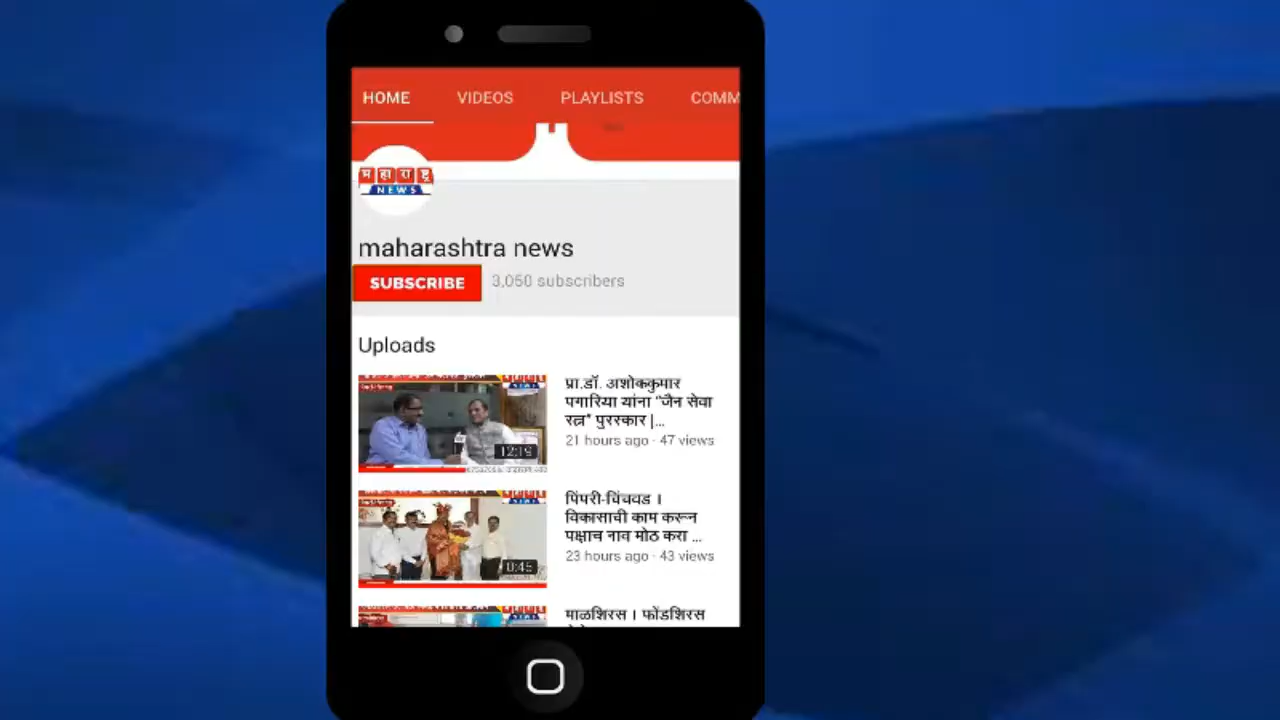 HOME VIDEOS PLAYLISTS COMM
महाराष्ट्र
NEWS
maharashtra news
SUBSCRIBE 3,050 subscribers
Uploads
प्रा.डॉ. अशोककुमार
पगारिया यांना "जैन सेवा
रत्न" पुरस्कार |...
21 hours ago · 47 views
12:19
पिंपरी-चिंचवड ।
विकासाची काम करून
पक्षाच नाव मोठ करा ...
23 hours ago · 43 views
0:45
माळशिरस । फोंडशिरस